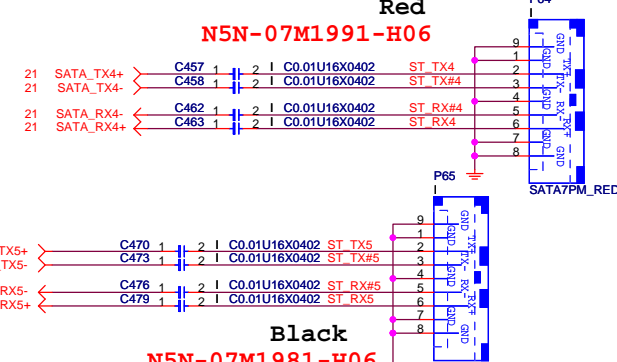 Red
N5N-07M1991-H06
21 SATA_TX4+ C457 1 2 I C0.01U16X0402 ST_TX4
21 SATA_TX4- C458 1 2 I C0.01U16X0402 ST_TX#4
21 SATA_RX4- C462 1 2 I C0.01U16X0402 ST_RX#4
21 SATA_RX4+ C463 1 2 I C0.01U16X0402 ST_RX4
9 GND
1 GND
2 TX+
3 TX-
4 GND
5 RX-
6 RX+
7 GND
8 GND
SATA7PM_RED
P65
TX5+ C470 1 2 I C0.01U16X0402 ST_TX5
TX5- C473 1 2 I C0.01U16X0402 ST_TX#5
RX5- C476 1 2 I C0.01U16X0402 ST_RX#5
RX5+ C479 1 2 I C0.01U16X0402 ST_RX5
9 GND
1 GND
2 TX+
3 TX-
4 GND
5 RX-
6 RX+
7 GND
8 GND
Black
N5N-07M1981-H06